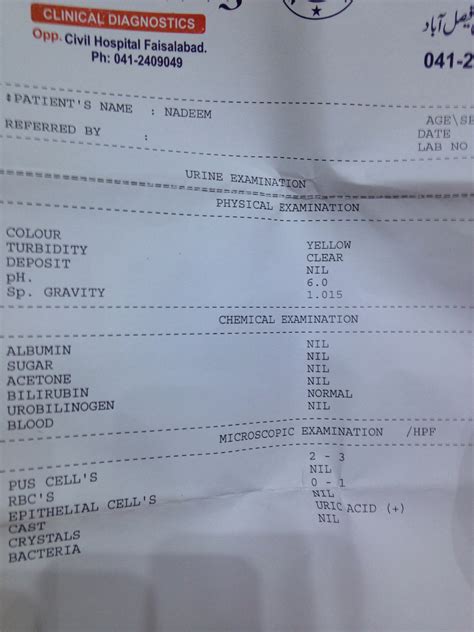 CLINICAL DIAGNOSTICS
Opp. Civil Hospital Faisalabad.
Ph: 041-2409049
فیصل آباد
041-2
PATIENT'S NAME : NADEEM
AGE\SE
REFERRED BY :
DATE
LAB NO
URINE EXAMINATION
PHYSICAL EXAMINATION
COLOUR YELLOW
TURBIDITY CLEAR
DEPOSIT NIL
pH. 6.0
Sp. GRAVITY 1.015
CHEMICAL EXAMINATION
ALBUMIN NIL
SUGAR NIL
ACETONE NIL
BILIRUBIN NIL
UROBILINOGEN NORMAL
BLOOD NIL
MICROSCOPIC EXAMINATION /HPF
PUS CELL'S 2 - 3
RBC'S NIL
EPITHELIAL CELL'S 0 - 1
CAST NIL
CRYSTALS URIC ACID (+)
BACTERIA NIL